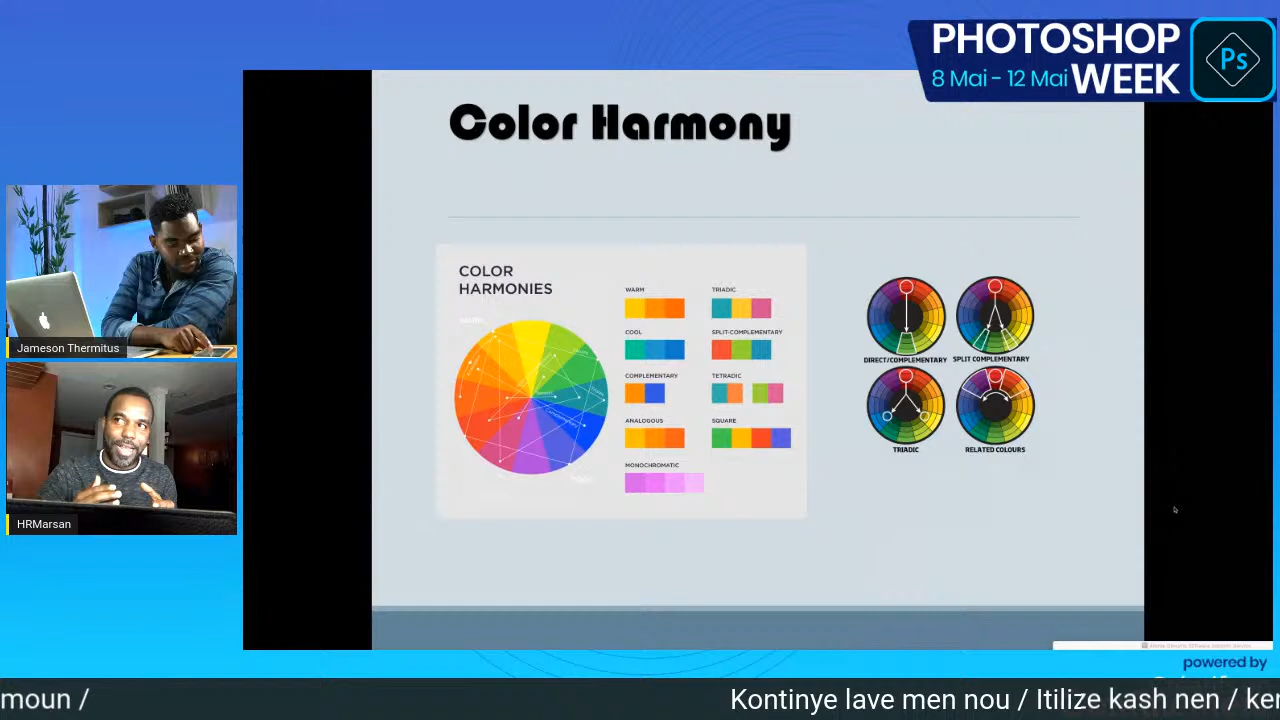 PHOTOSHOP
8 Mai - 12 Mai WEEK
Ps
Color Harmony
COLOR
HARMONIES
WARM
TRIADIC
COOL
SPLIT-COMPLEMENTARY
COMPLEMENTARY
TETRADIC
ANALOGOUS
SQUARE
MONOCHROMATIC
DIRECT/COMPLEMENTARY
SPLIT COMPLEMENTARY
TRIADIC
RELATED COLOURS
Jameson Thermitus
HRMarsan
powered by
moun /
Kontinye lave men nou / Itilize kash nen / ke